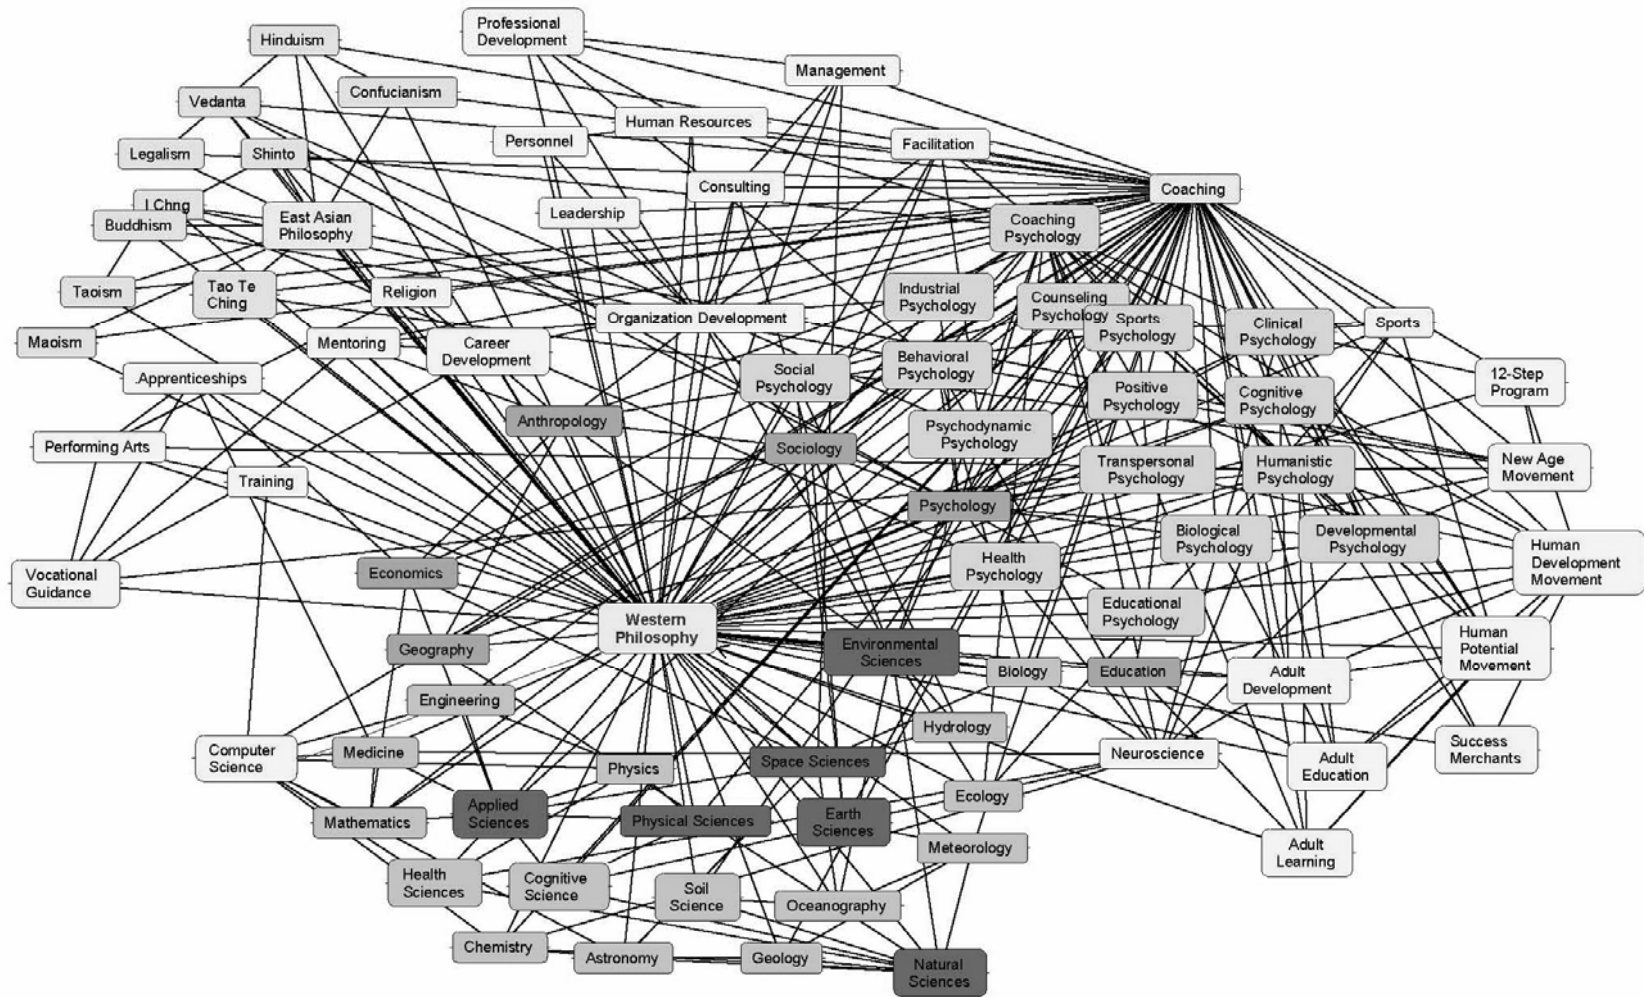 Hinduism
Professional
Development
Management
Confucianism
Vedanta
Human Resources
Personnel
Facilitation
Legalism
Shinto
Consulting
Coaching
I Chng
Buddhism
East Asian
Philosophy
Leadership
Coaching
Psychology
Taoism
Tao Te
Ching
Religion
Industrial
Psychology
Counseling
Psychology
Sports
Psychology
Organization Development
Clinical
Psychology
Sports
Maoism
Mentoring
Career
Development
Behavioral
Psychology
.Apprenticeships
Social
Psychology
12-Step
Program
Positive
Psychology
Cognitive
Psychology
Anthropology
Psychodynamic
Psychology
Performing Arts
Sociology
Transpersonal
Psychology
Humanistic
Psychology
New Age
Movement
Training
Psychology
Biological
Psychology
Developmental
Psychology
Human
Development
Movement
Vocational
Guidance
Economics
Health
Psychology
Western
Philosophy
Educational
Psychology
Geography
Environmental
Sciences
Human
Potential
Movement
Biology
Education
Adult
Development
Engineering
Hydrology
Computer
Science
Medicine
Physics
Space Sciences
Neuroscience
Adult
Education
Success
Merchants
Ecology
Mathematics
Applied
Sciences
Physical Sciences
Earth
Sciences
Meteorology
Adult
Learning
Health
Sciences
Cognitive
Science
Soil
Science
Oceanography
Chemistry
Astronomy
Geology
Natural
Sciences